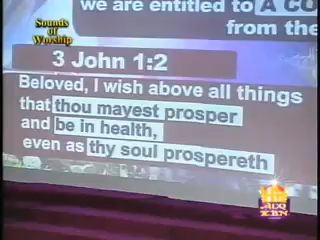 we are entitled to A CO
from the
Sounds
of
Worship
3 John 1:2
Beloved, I wish above all things
that thou mayest prosper
and be in health,
even as thy soul prospereth